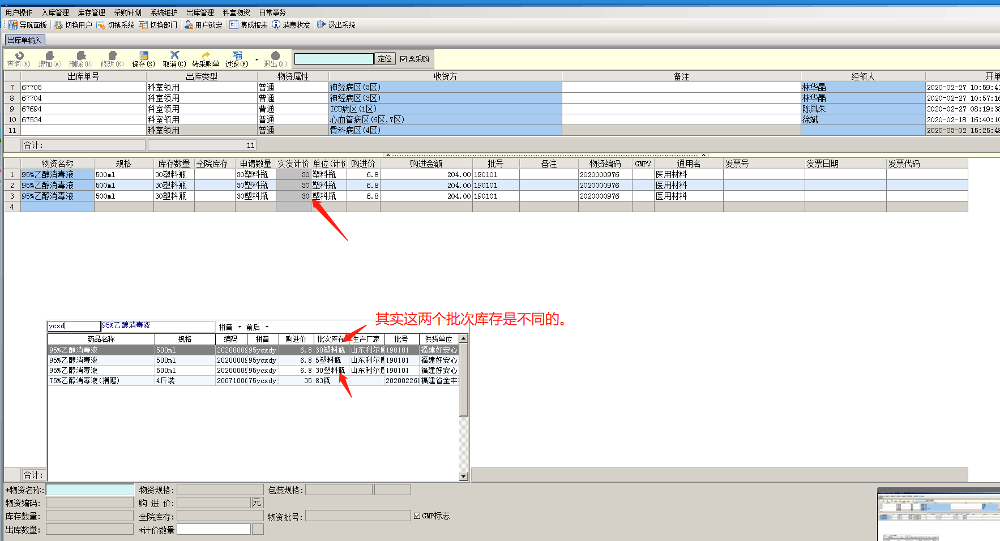 用户操作 入库管理 库存管理 采购计划 系统维护 出库管理 科室物资 日常事务
导航面板 切换用户 切换系统 切换部门 用户锁定 集成报表 消息收发 退出系统
出库单输入
查询(R) 增加(A) 删除(D) 修改(E) 保存(S) 取消(C) 转采购单 过滤(F) 退出(X) 定位 含采购
出库单号 出库类型 物资属性 收货方 备注 经领人 开单
7 67705 科室领用 普通 神经病区(3区) 林华晶 2020-02-27 10:59:41
8 67704 科室领用 普通 神经病区(3区) 林华晶 2020-02-27 10:57:16
9 67694 科室领用 普通 ICU病区(1区) 陈凤朱 2020-02-27 08:19:38
10 67534 科室领用 普通 心血管病区(6区,7区) 徐斌 2020-02-18 16:40:10
11 科室领用 普通 骨科病区(4区) 2020-03-02 15:25:48
合计: 11
物资名称 规格 库存数量 全院库存 申请数量 实发计价 单位(计价 购进价 购进金额 批号 备注 物资编码 GMP? 通用名 发票号 发票日期 发票代码
1 95%乙醇消毒液 500ml 30塑料瓶 30塑料瓶 30 塑料瓶 6.8 204.00 190101 2020000976 医用材料
2 95%乙醇消毒液 500ml 30塑料瓶 30塑料瓶 30 塑料瓶 6.8 204.00 190101 2020000976 医用材料
3 95%乙醇消毒液 500ml 30塑料瓶 30塑料瓶 30 塑料瓶 6.8 204.00 190101 2020000976 医用材料
4
其实这两个批次库存是不同的。
ycxd 95%乙醇消毒液 拼音 前后
药品名称 规格 编码 拼音 购进价 批次库存 生产厂家 批号 供货单位
95%乙醇消毒液 500ml 20200009 95ycxdy 6.8 30塑料瓶 山东利尔康 190101 福建好安心
95%乙醇消毒液 500ml 20200009 95ycxdy 6.8 5塑料瓶 山东利尔康 190101 福建好安心
95%乙醇消毒液 500ml 20200009 95ycxdy 6.8 30塑料瓶 山东利尔康 190101 福建好安心
75%乙醇消毒液(捐赠) 4斤装 20071000 75ycxdyj 35 83瓶 20200226 福建省金丰
合计:
*物资名称: 物资规格: 包装规格:
物资编码: 购 进 价: 元
库存数量: 全院库存: 物资批号: GMP标志
出库数量: *计价数量